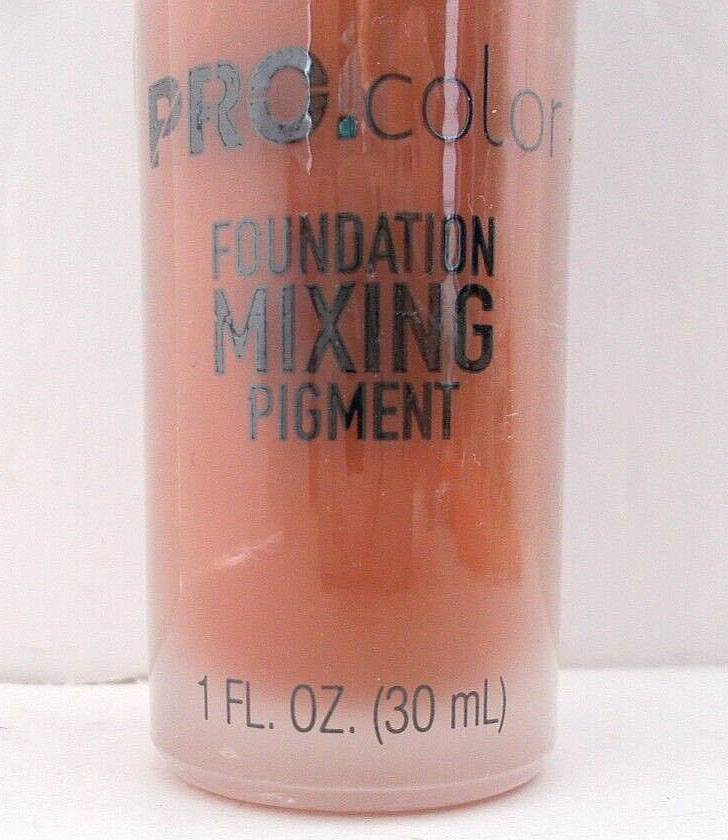 PRO.color
FOUNDATION
MIXING
PIGMENT
1 FL. OZ. (30 mL)